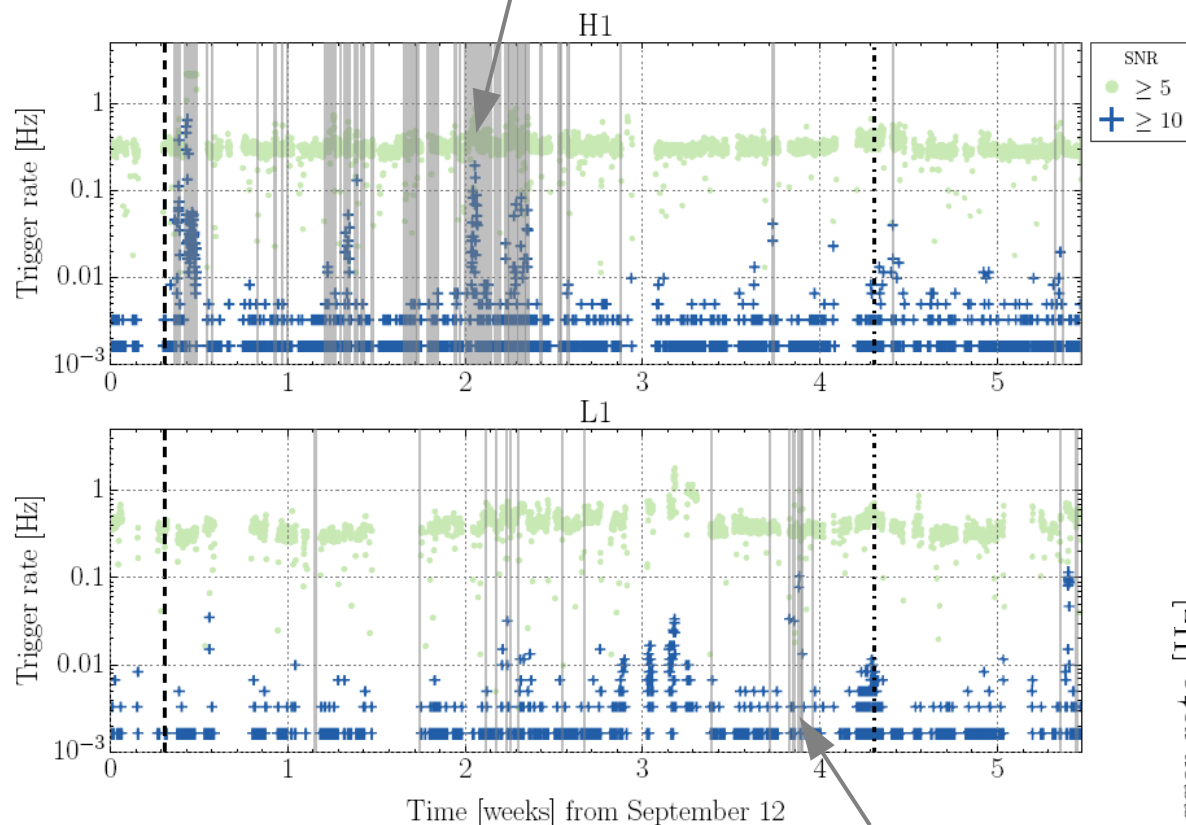 H1
Trigger rate [Hz]
1
0.1
0.01
10−3
0 1 2 3 4 5
SNR
≥ 5
≥ 10
L1
Trigger rate [Hz]
1
0.1
0.01
10−3
0 1 2 3 4 5
Time [weeks] from September 12